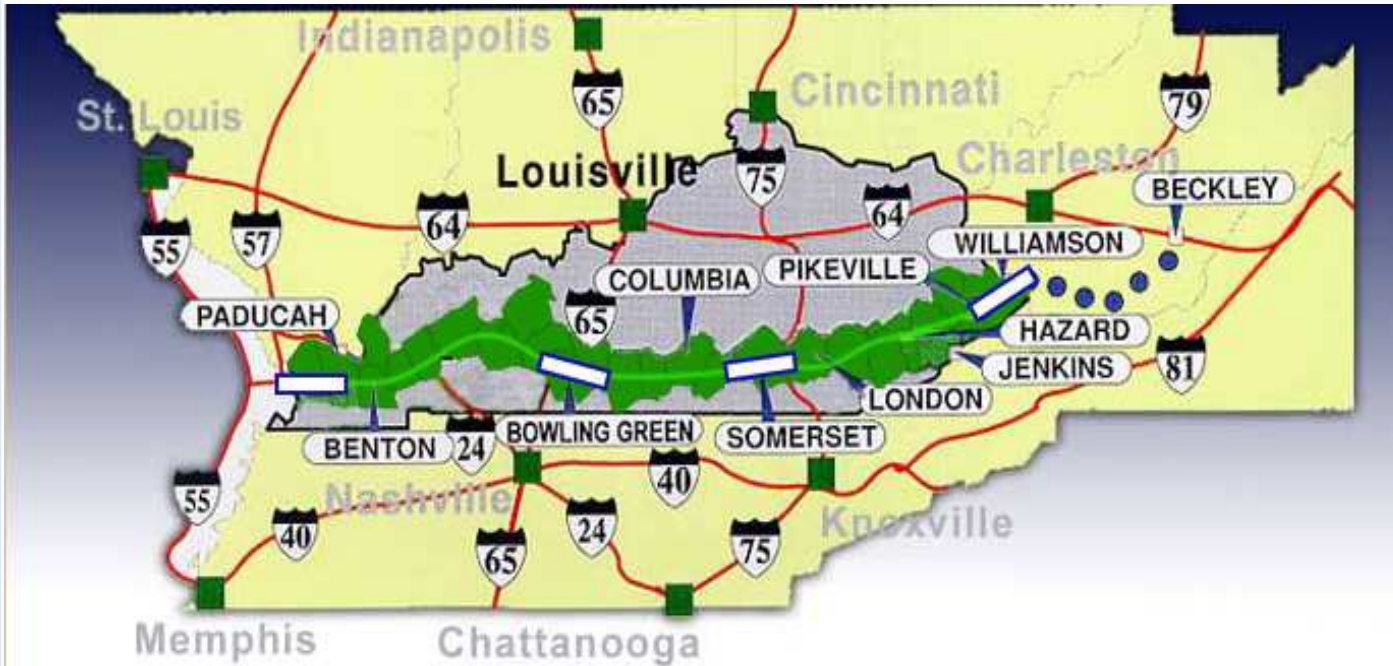 Indianapolis
65
Cincinnati
79
St. Louis
Louisville
75
Charleston
BECKLEY
55
57
64
64
WILLIAMSON
COLUMBIA
PIKEVILLE
PADUCAH
65
HAZARD
JENKINS
81
LONDON
BENTON
24
BOWLING GREEN
SOMERSET
55
Nashville
40
Knoxville
40
65
24
75
Memphis
Chattanooga